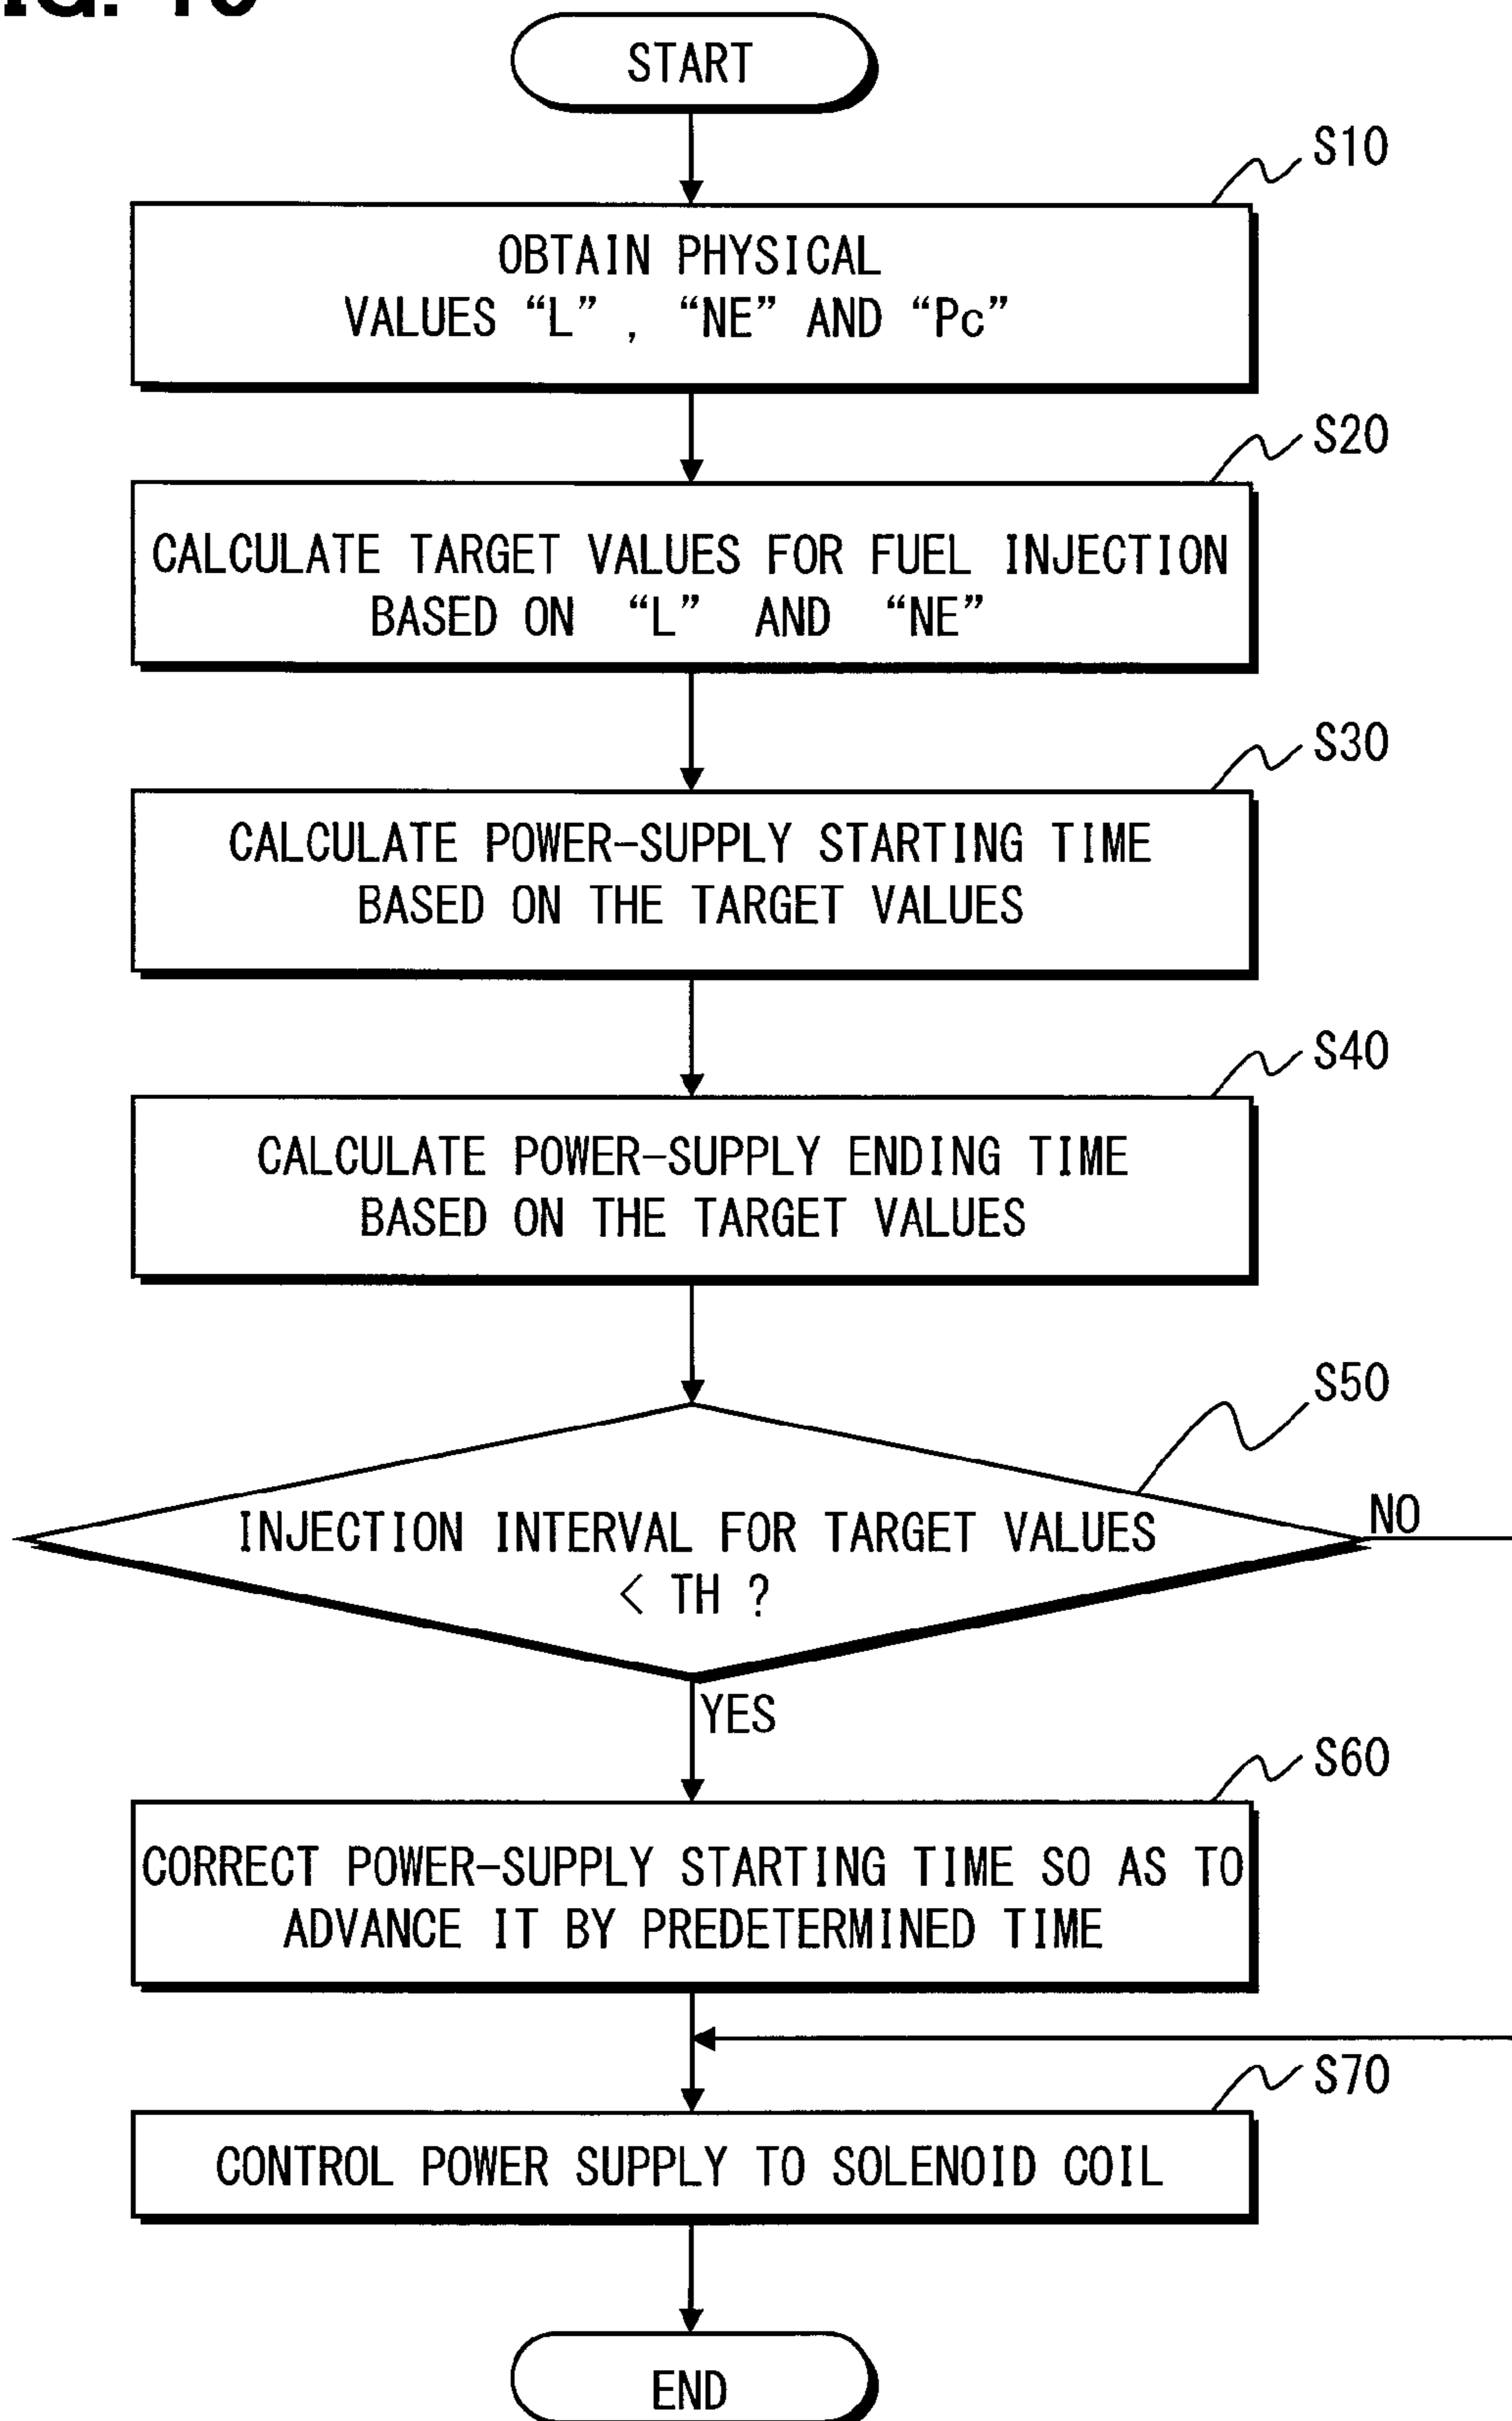 START
S10
OBTAIN PHYSICAL
VALUES “L” , “NE” AND “Pc”
S20
CALCULATE TARGET VALUES FOR FUEL INJECTION
BASED ON “L” AND “NE”
S30
CALCULATE POWER-SUPPLY STARTING TIME
BASED ON THE TARGET VALUES
S40
CALCULATE POWER-SUPPLY ENDING TIME
BASED ON THE TARGET VALUES
S50
INJECTION INTERVAL FOR TARGET VALUES
< TH ?
NO
YES
S60
CORRECT POWER-SUPPLY STARTING TIME SO AS TO
ADVANCE IT BY PREDETERMINED TIME
S70
CONTROL POWER SUPPLY TO SOLENOID COIL
END